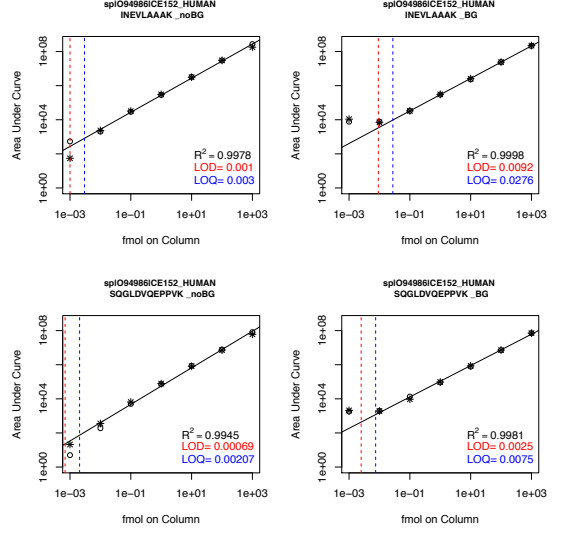 sp|O94986|CE152_HUMAN
INEVLAAAK _noBG
Area Under Curve
1e+00 1e+04 1e+08
R2 = 0.9978
LOD= 0.001
LOQ= 0.003
1e−03 1e−01 1e+01 1e+03
fmol on Column
sp|O94986|CE152_HUMAN
INEVLAAAK _BG
Area Under Curve
1e+00 1e+04 1e+08
R2 = 0.9998
LOD= 0.0092
LOQ= 0.0276
1e−03 1e−01 1e+01 1e+03
fmol on Column
sp|O94986|CE152_HUMAN
SQGLDVQEPPVK _noBG
Area Under Curve
1e+00 1e+04 1e+08
R2 = 0.9945
LOD= 0.00069
LOQ= 0.00207
1e−03 1e−01 1e+01 1e+03
fmol on Column
sp|O94986|CE152_HUMAN
SQGLDVQEPPVK _BG
Area Under Curve
1e+00 1e+04 1e+08
R2 = 0.9981
LOD= 0.0025
LOQ= 0.0075
1e−03 1e−01 1e+01 1e+03
fmol on Column